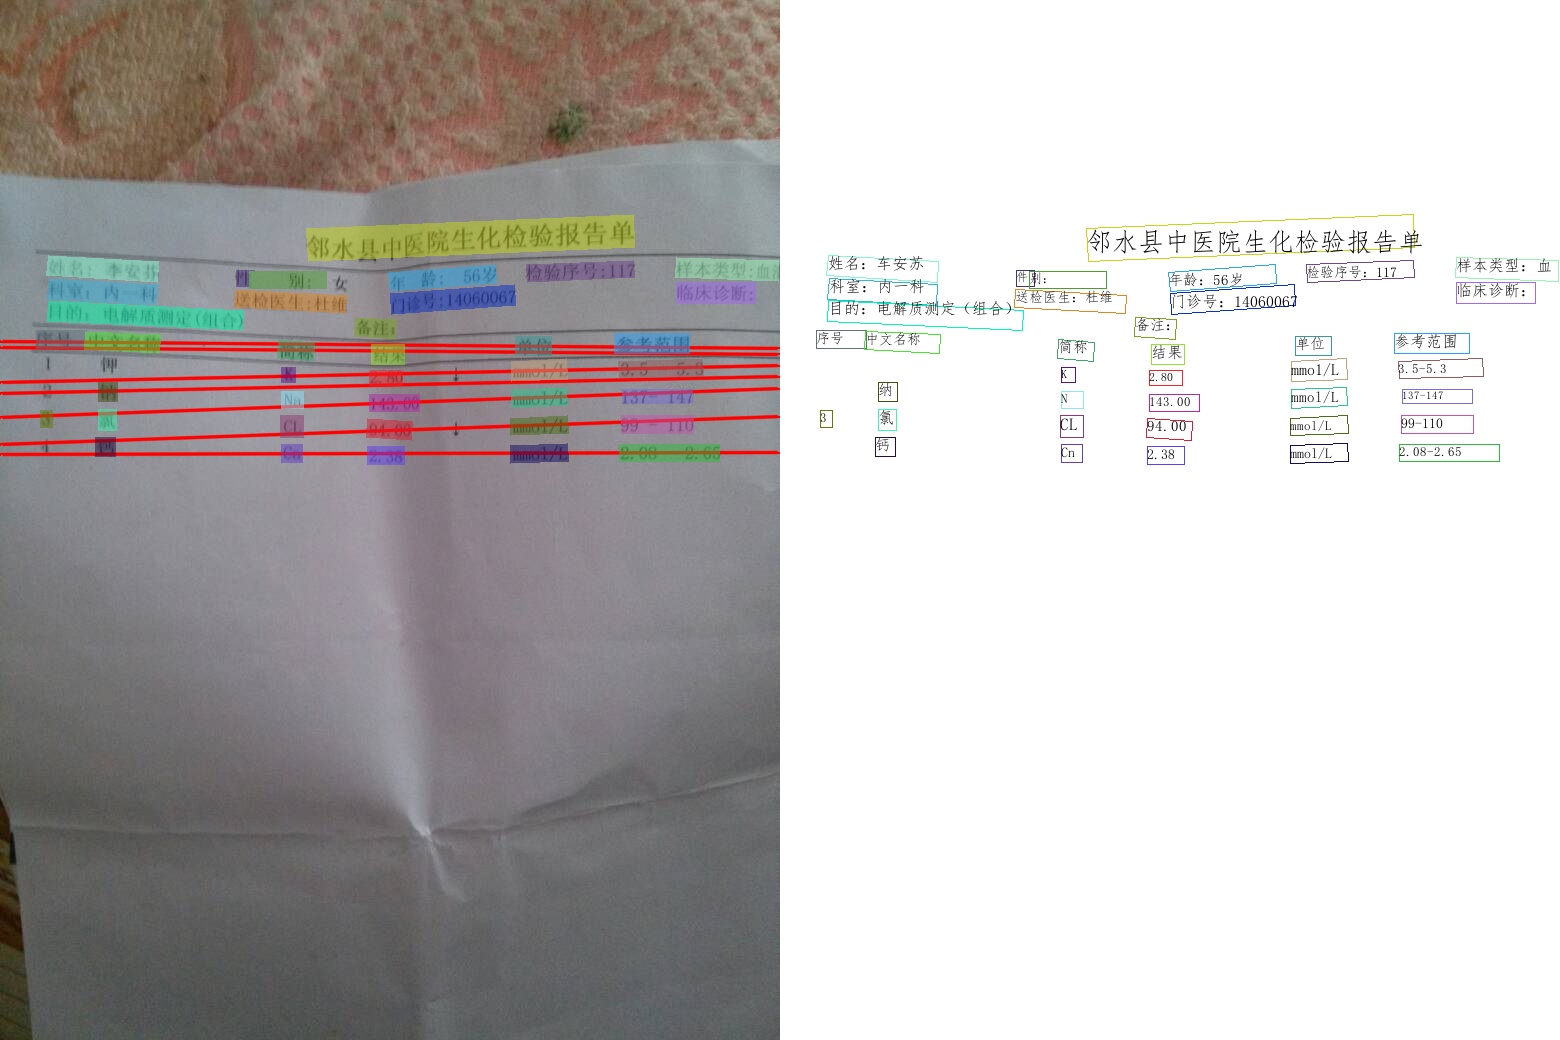 邻水县中医院生化检验报告单
姓名: 性 别: 女 年 龄: 56岁 检验序号:117 样本类型:血
科室: 内一科 送检医生:杜维 门诊号:14060067 临床诊断:
目的: 电解质测定(组合) 备注:
序号 中文名称 简称 结果 单位 参考范围
1 钾 K 2.80 ↓ mmol/L 3.5 5.3
2 钠 Na 143.00 mmol/L 137- 147
3 氯 CL 94.00 ↓ mmol/L 99 ~ 110
4 钙 Ca 2.38 mmol/L 2.08 2.65
邻水县中医院生化检验报告单
姓名: 车安苏 件别: 年龄: 56岁 检验序号: 117 样本类型: 血
科室: 内一科 送检医生: 杜维 门诊号: 14060067 临床诊断:
目的: 电解质测定(组合) 备注:
序号 中文名称 简称 结果 单位 参考范围
K 2.80 mmol/L 3.5-5.3
纳 N 143.00 mmol/L 137-147
3 氯 CL 94.00 mmol/L 99-110
钙 Cn 2.38 mmol/L 2.08-2.65